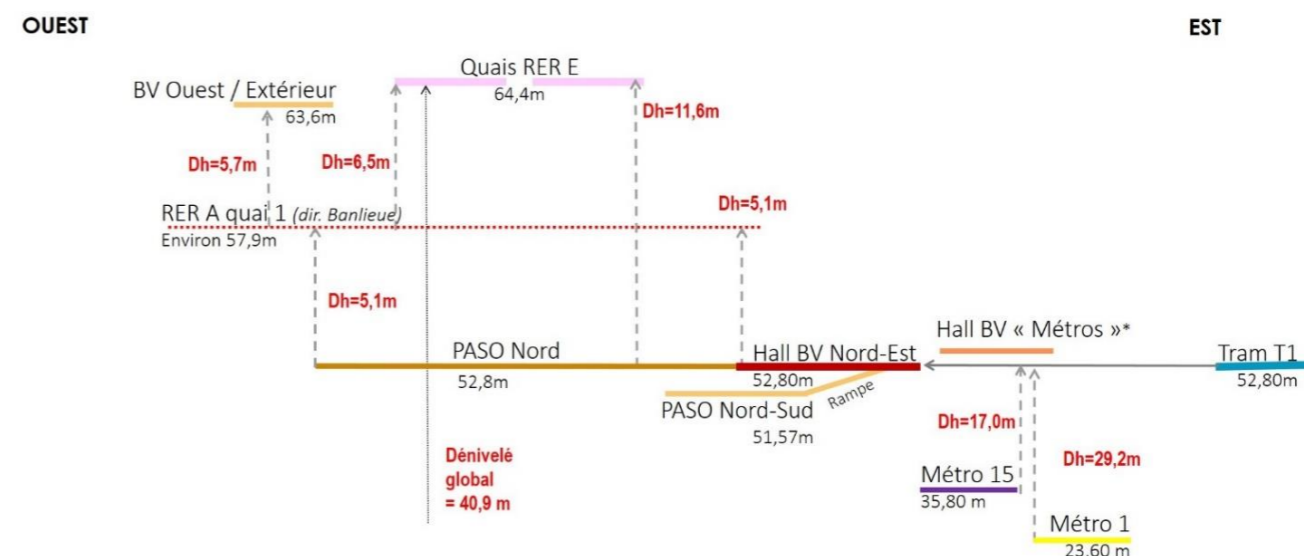 OUEST
EST
Quais RER E
64,4m
BV Ouest / Extérieur
63,6m
Dh=11,6m
Dh=5,7m
Dh=6,5m
RER A quai 1 (dir. Banlieue)
Environ 57,9m
Dh=5,1m
Dh=5,1m
PASO Nord
52,8m
Hall BV Nord-Est
52,80m
Hall BV « Métros »*
Tram T1
52,80m
Rampe
PASO Nord-Sud
51,57m
Dh=17,0m
Dénivelé
global
= 40,9 m
Dh=29,2m
Métro 15
35,80 m
Métro 1
23,60 m